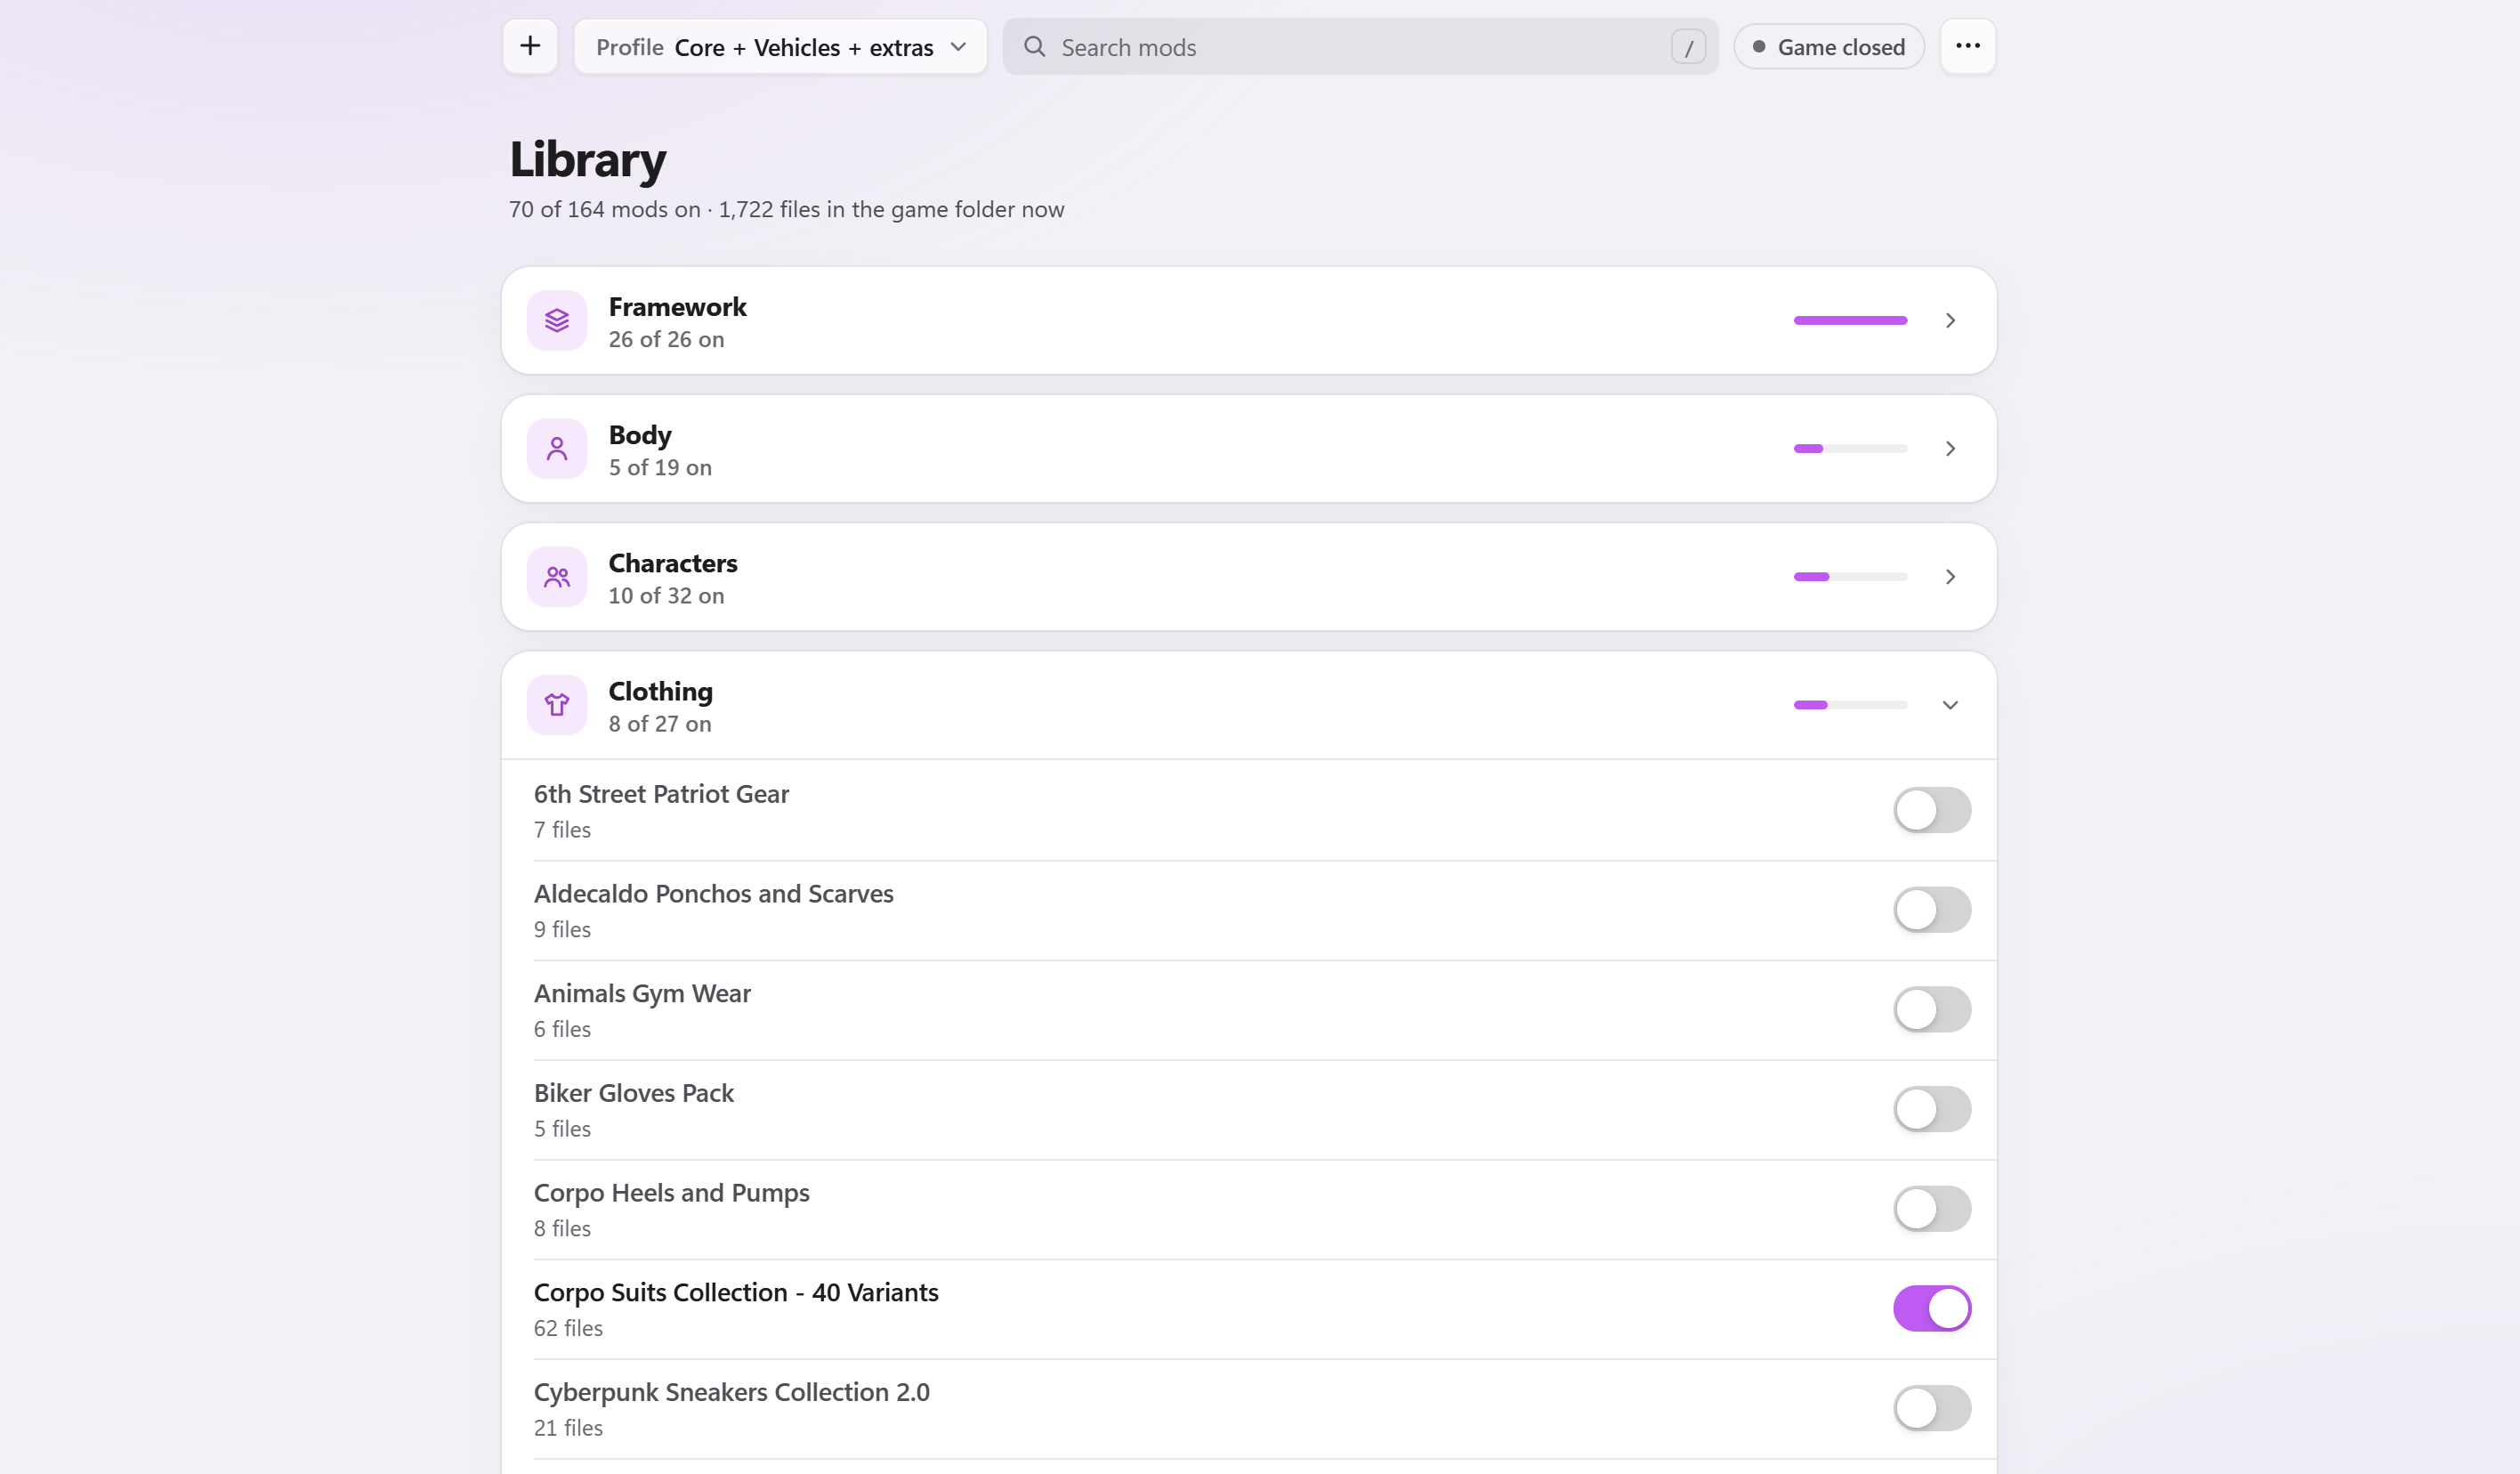 Profile Core + Vehicles + extras
Search mods
/
Game closed
Library
70 of 164 mods on · 1,722 files in the game folder now
Framework
26 of 26 on
Body
5 of 19 on
Characters
10 of 32 on
Clothing
8 of 27 on
6th Street Patriot Gear
7 files
Aldecaldo Ponchos and Scarves
9 files
Animals Gym Wear
6 files
Biker Gloves Pack
5 files
Corpo Heels and Pumps
8 files
Corpo Suits Collection - 40 Variants
62 files
Cyberpunk Sneakers Collection 2.0
21 files